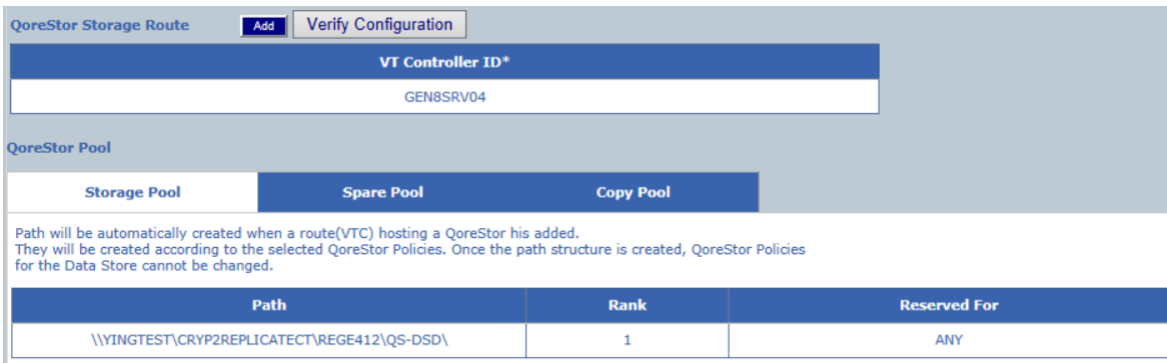 QoreStor Storage Route Add Verify Configuration
VT Controller ID*
GEN8SRV04
QoreStor Pool
Storage Pool Spare Pool Copy Pool
Path will be automatically created when a route(VTC) hosting a QoreStor his added.
They will be created according to the selected QoreStor Policies. Once the path structure is created, QoreStor Policies
for the Data Store cannot be changed.
Path Rank Reserved For
\\YINGTEST\CRYP2REPLICATECT\REGE412\QS-DSD\ 1 ANY